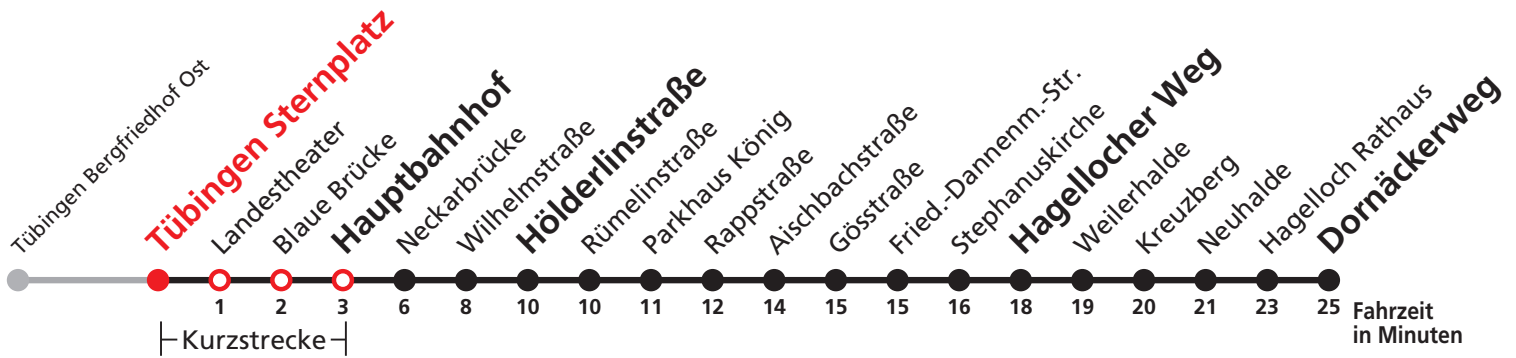 Tübingen Bergfriedhof Ost
Tübingen Sternplatz
Landestheater
Blaue Brücke
Hauptbahnhof
Neckarbrücke
Wilhelmstraße
Hölderlinstraße
Rümelinstraße
Parkhaus König
Rappstraße
Aischbachstraße
Gösstraße
Fried.-Dannenm.-Str.
Stephanuskirche
Hagellocher Weg
Weilerhalde
Kreuzberg
Neuhalde
Hagelloch Rathaus
Dornäckerweg
1 2 3 6 8 10 10 11 12 14 15 15 16 18 19 20 21 23 25
Fahrzeit
in Minuten
Kurzstrecke